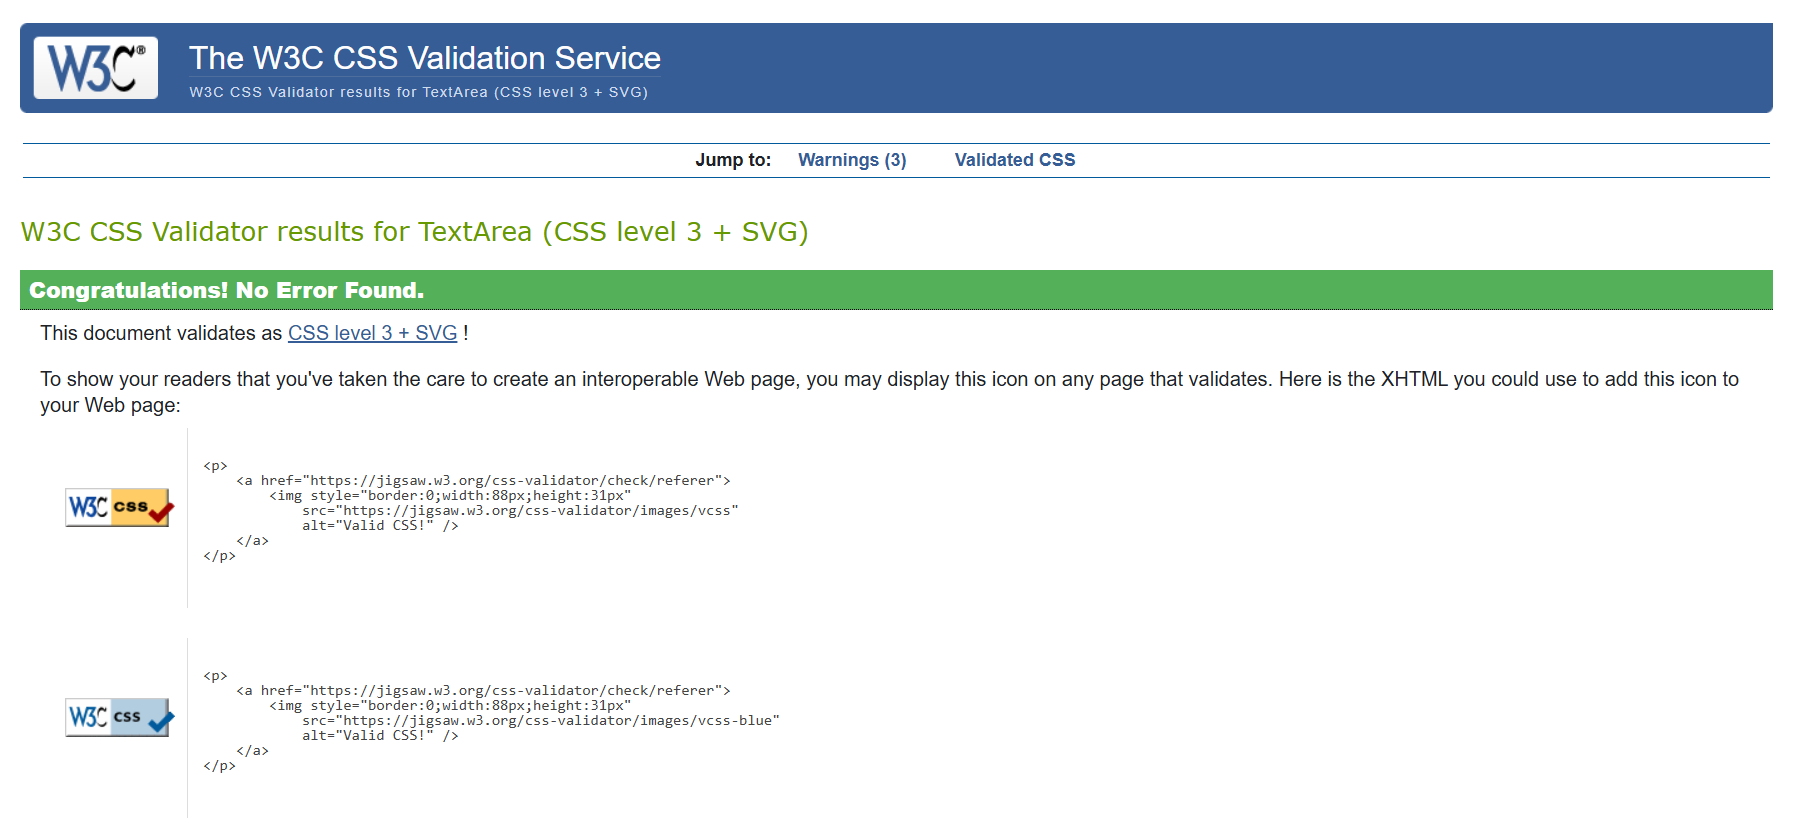 W3C®
The W3C CSS Validation Service
W3C CSS Validator results for TextArea (CSS level 3 + SVG)
Jump to: Warnings (3) Validated CSS
W3C CSS Validator results for TextArea (CSS level 3 + SVG)
Congratulations! No Error Found.
This document validates as CSS level 3 + SVG !
To show your readers that you've taken the care to create an interoperable Web page, you may display this icon on any page that validates. Here is the XHTML you could use to add this icon to
your Web page:
W3C css
<p>
    <a href="https://jigsaw.w3.org/css-validator/check/referer">
        <img style="border:0;width:88px;height:31px"
            src="https://jigsaw.w3.org/css-validator/images/vcss"
            alt="Valid CSS!" />
    </a>
</p>
W3C css
<p>
    <a href="https://jigsaw.w3.org/css-validator/check/referer">
        <img style="border:0;width:88px;height:31px"
            src="https://jigsaw.w3.org/css-validator/images/vcss-blue"
            alt="Valid CSS!" />
    </a>
</p>